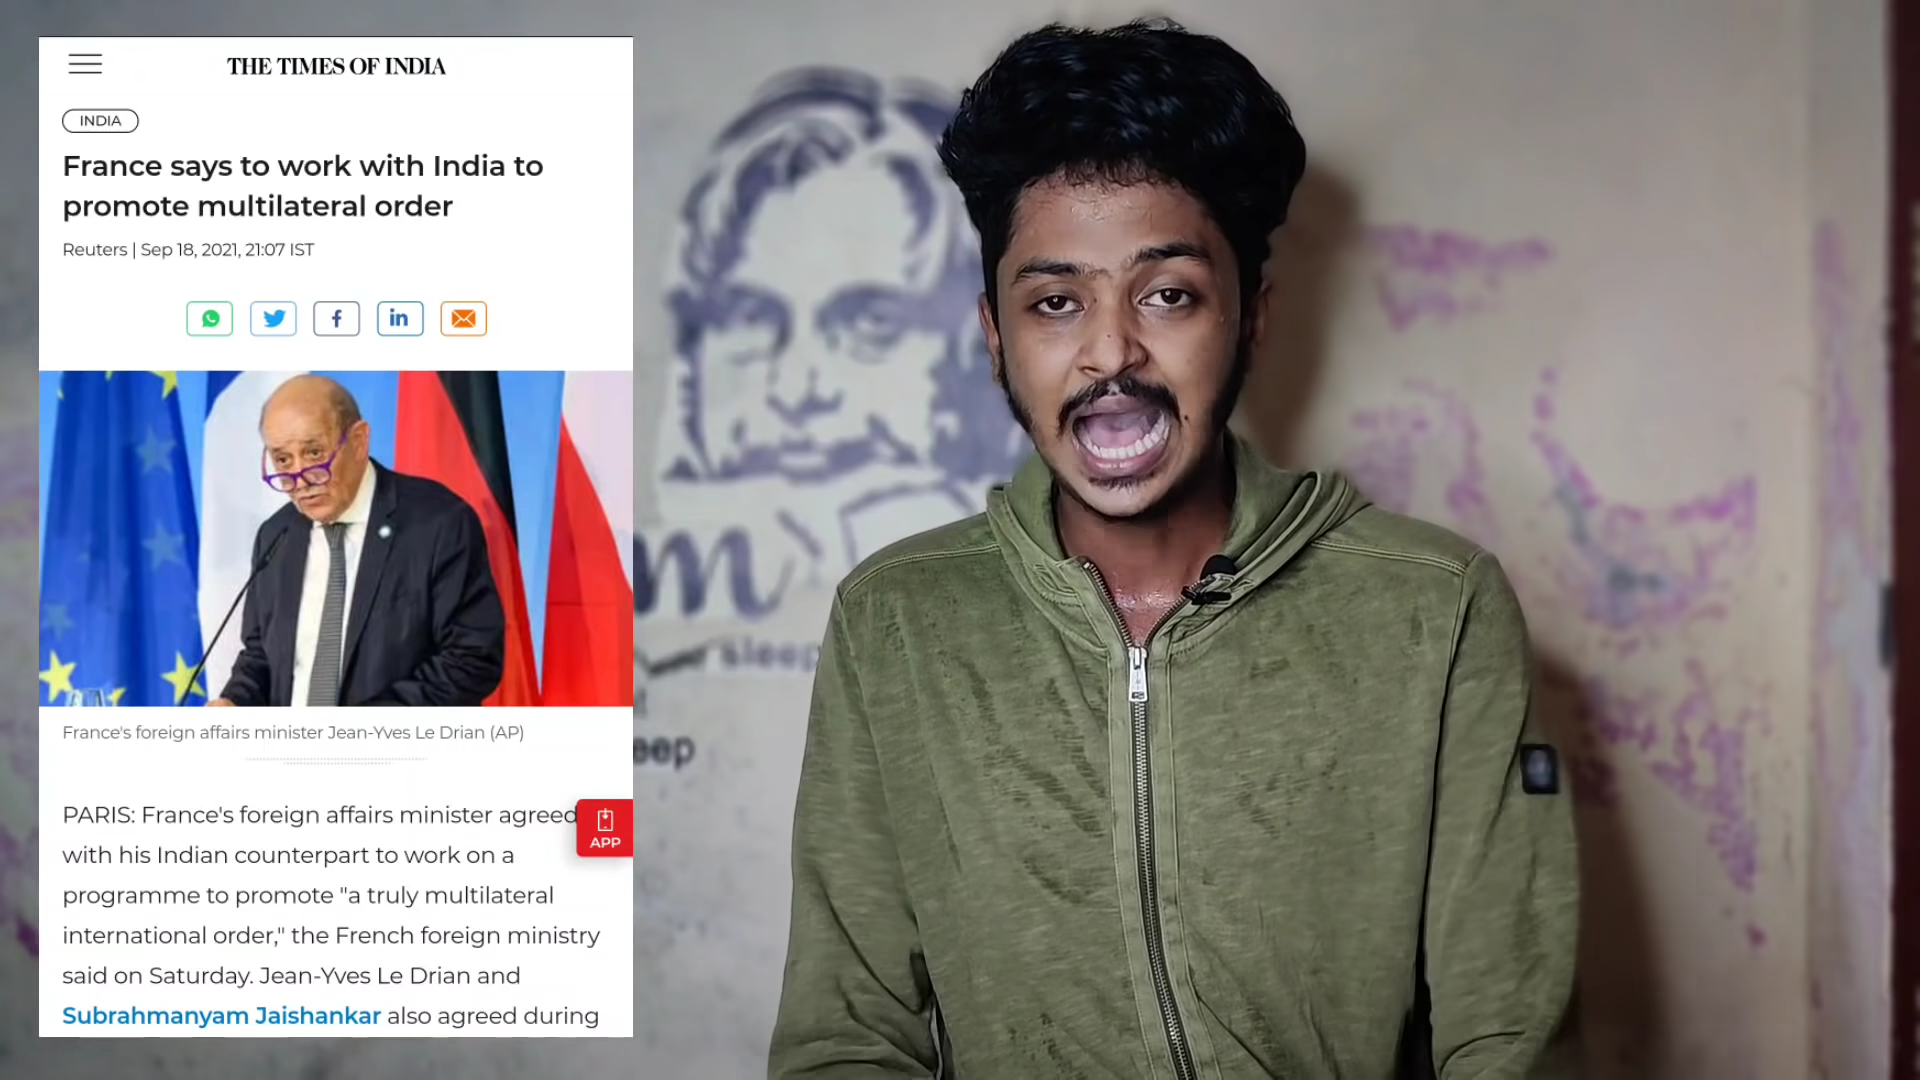 THE TIMES OF INDIA
INDIA
France says to work with India to
promote multilateral order
Reuters | Sep 18, 2021, 21:07 IST
France's foreign affairs minister Jean-Yves Le Drian (AP)
PARIS: France's foreign affairs minister agreed
APP
with his Indian counterpart to work on a
programme to promote "a truly multilateral
international order," the French foreign ministry
said on Saturday. Jean-Yves Le Drian and
Subrahmanyam Jaishankar also agreed during
m
sleep
eep